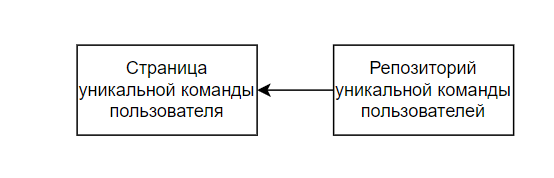 Страница
уникальной команды
пользователя
Репозиторий
уникальной команды
пользователей